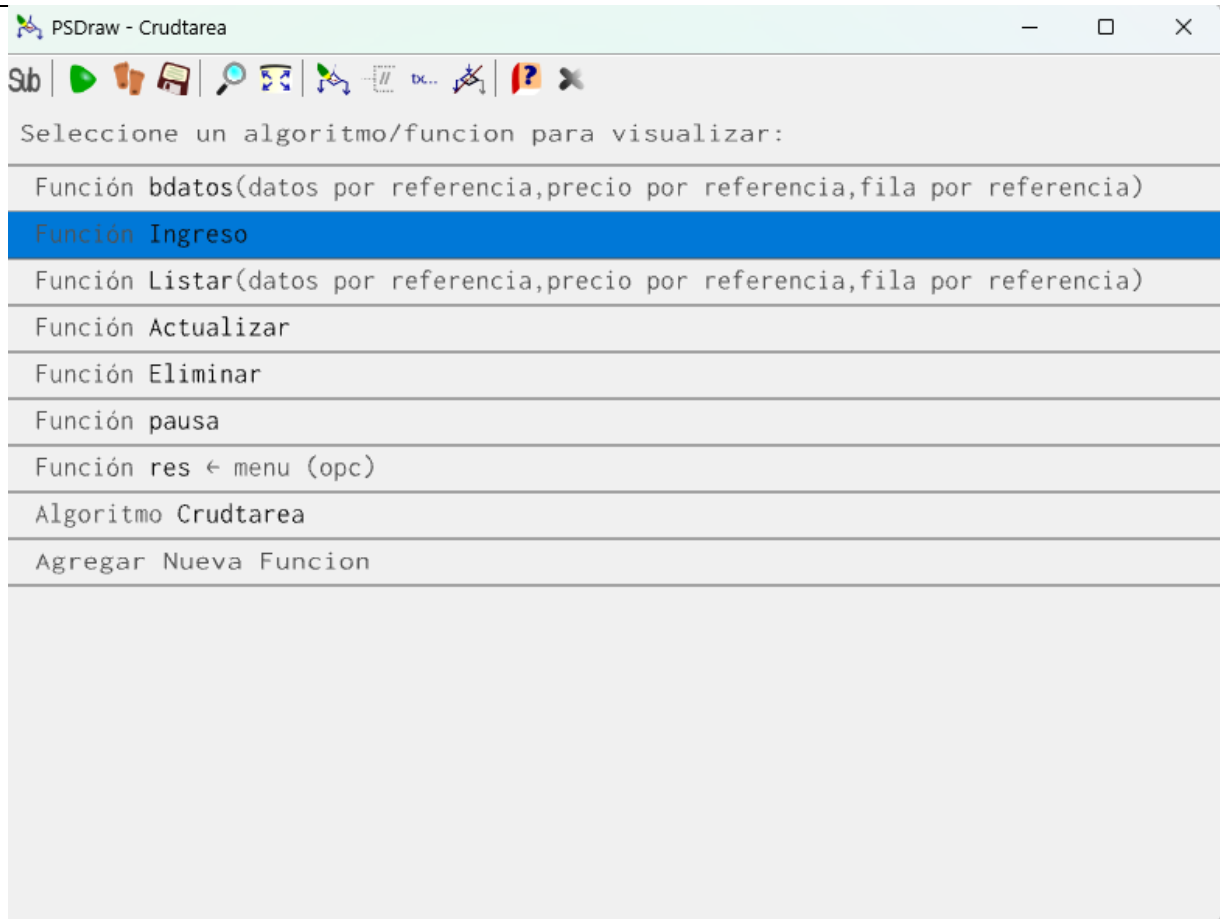 PSDraw - Crudtarea
Sub // tx... ?
Seleccione un algoritmo/funcion para visualizar:
Función bdatos(datos por referencia,precio por referencia,fila por referencia)
Función Ingreso
Función Listar(datos por referencia,precio por referencia,fila por referencia)
Función Actualizar
Función Eliminar
Función pausa
Función res ← menu (opc)
Algoritmo Crudtarea
Agregar Nueva Funcion